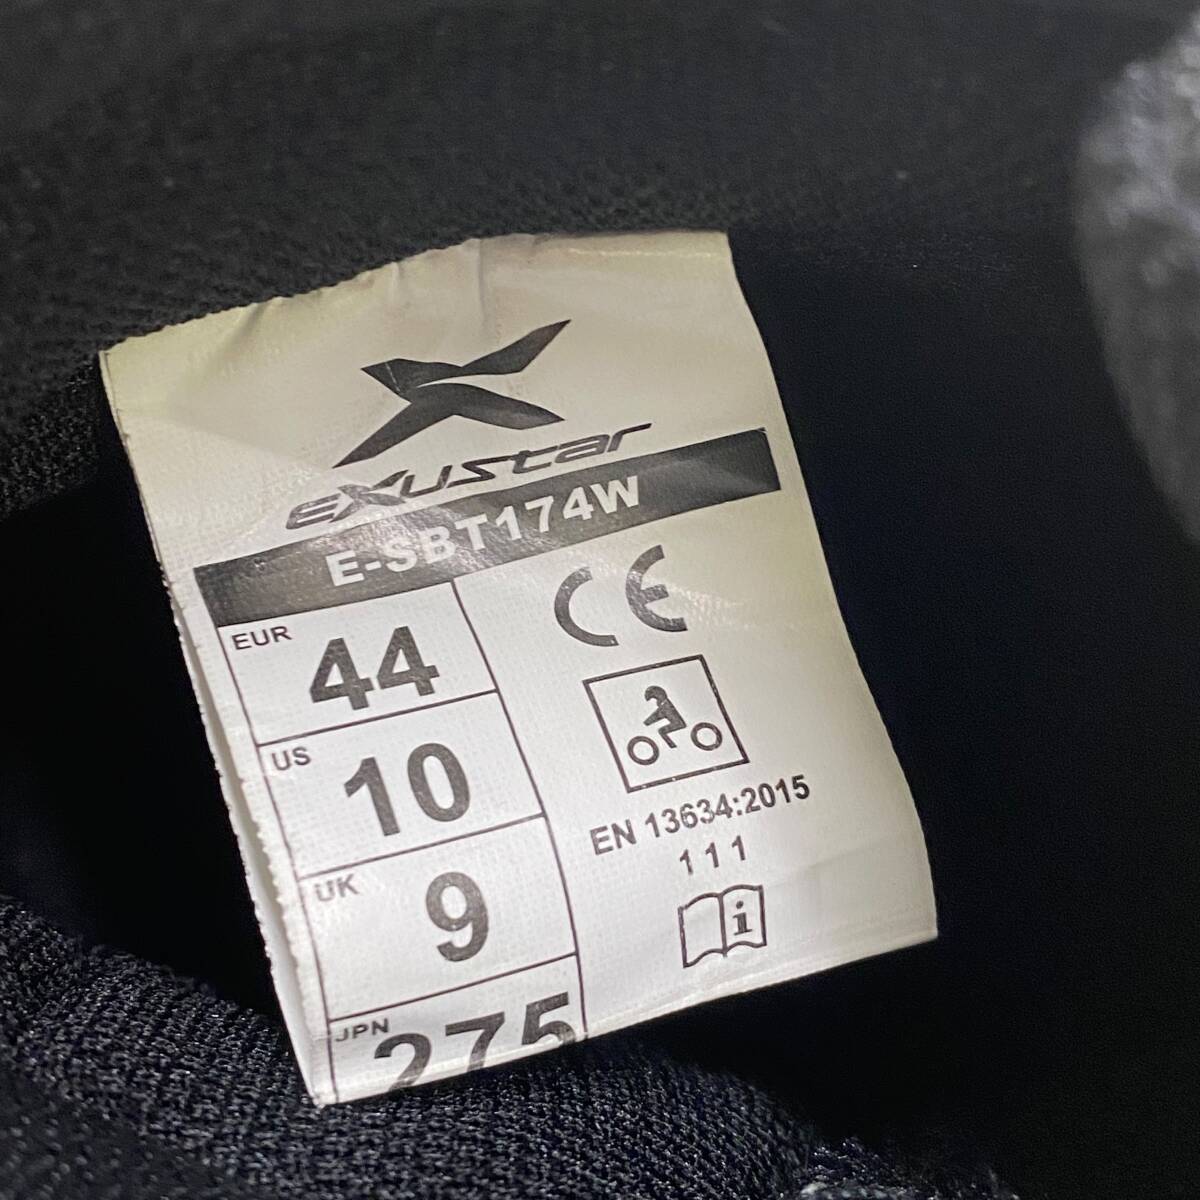 exustar
E-SBT174W
EUR
44
US
10
UK
9
JPN
275
CE
EN 13634:2015
1 1 1
i